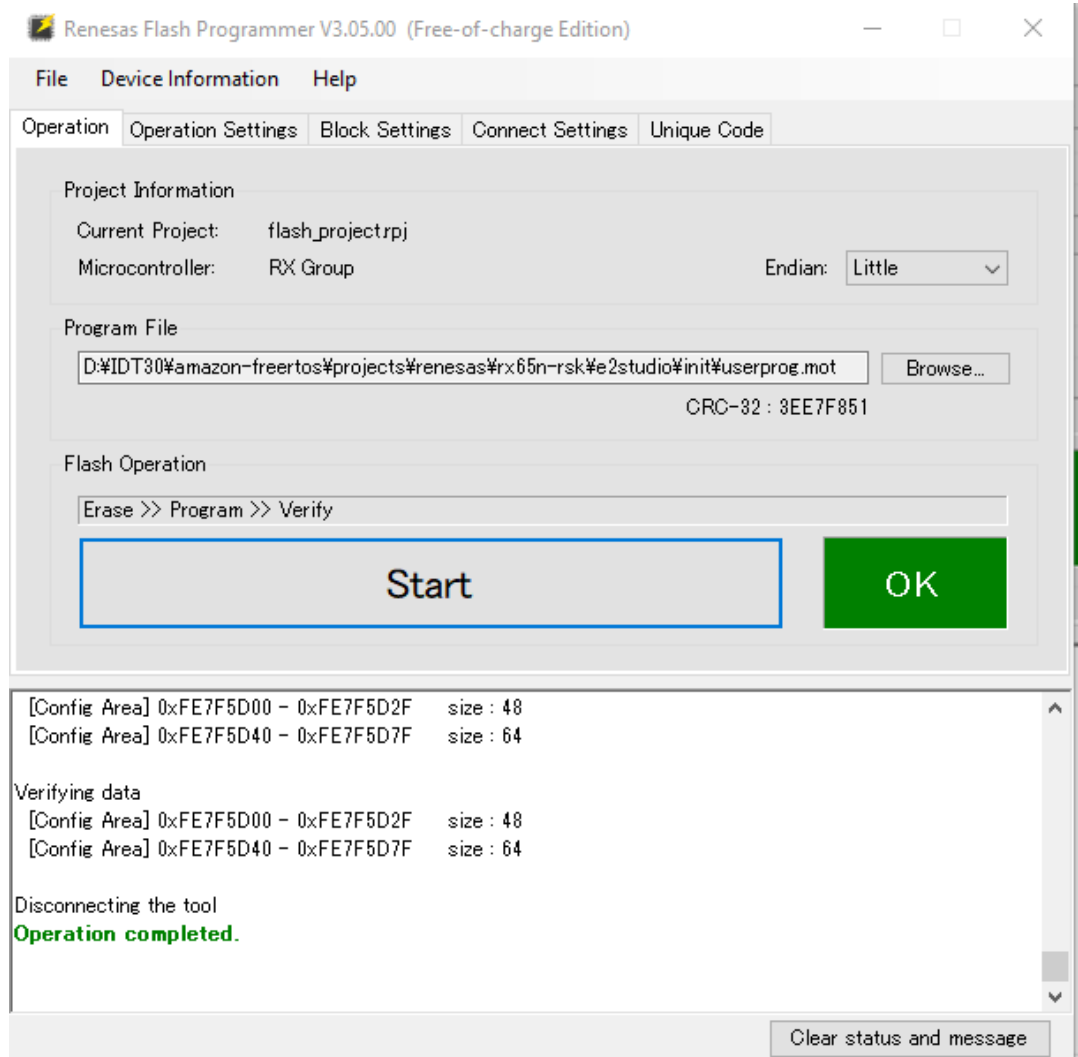 Renesas Flash Programmer V3.05.00 (Free-of-charge Edition)
File Device Information Help
Operation Operation Settings Block Settings Connect Settings Unique Code
Project Information
Current Project: flash_project.rpj
Microcontroller: RX Group Endian: Little
Program File
D:¥IDT30¥amazon-freertos¥projects¥renesas¥rx65n-rsk¥e2studio¥init¥userprog.mot Browse...
CRC-32 : 3EE7F851
Flash Operation
Erase >> Program >> Verify
Start OK
[Config Area] 0xFE7F5D00 - 0xFE7F5D2F size : 48
[Config Area] 0xFE7F5D40 - 0xFE7F5D7F size : 64
Verifying data
[Config Area] 0xFE7F5D00 - 0xFE7F5D2F size : 48
[Config Area] 0xFE7F5D40 - 0xFE7F5D7F size : 64
Disconnecting the tool
Operation completed.
Clear status and message